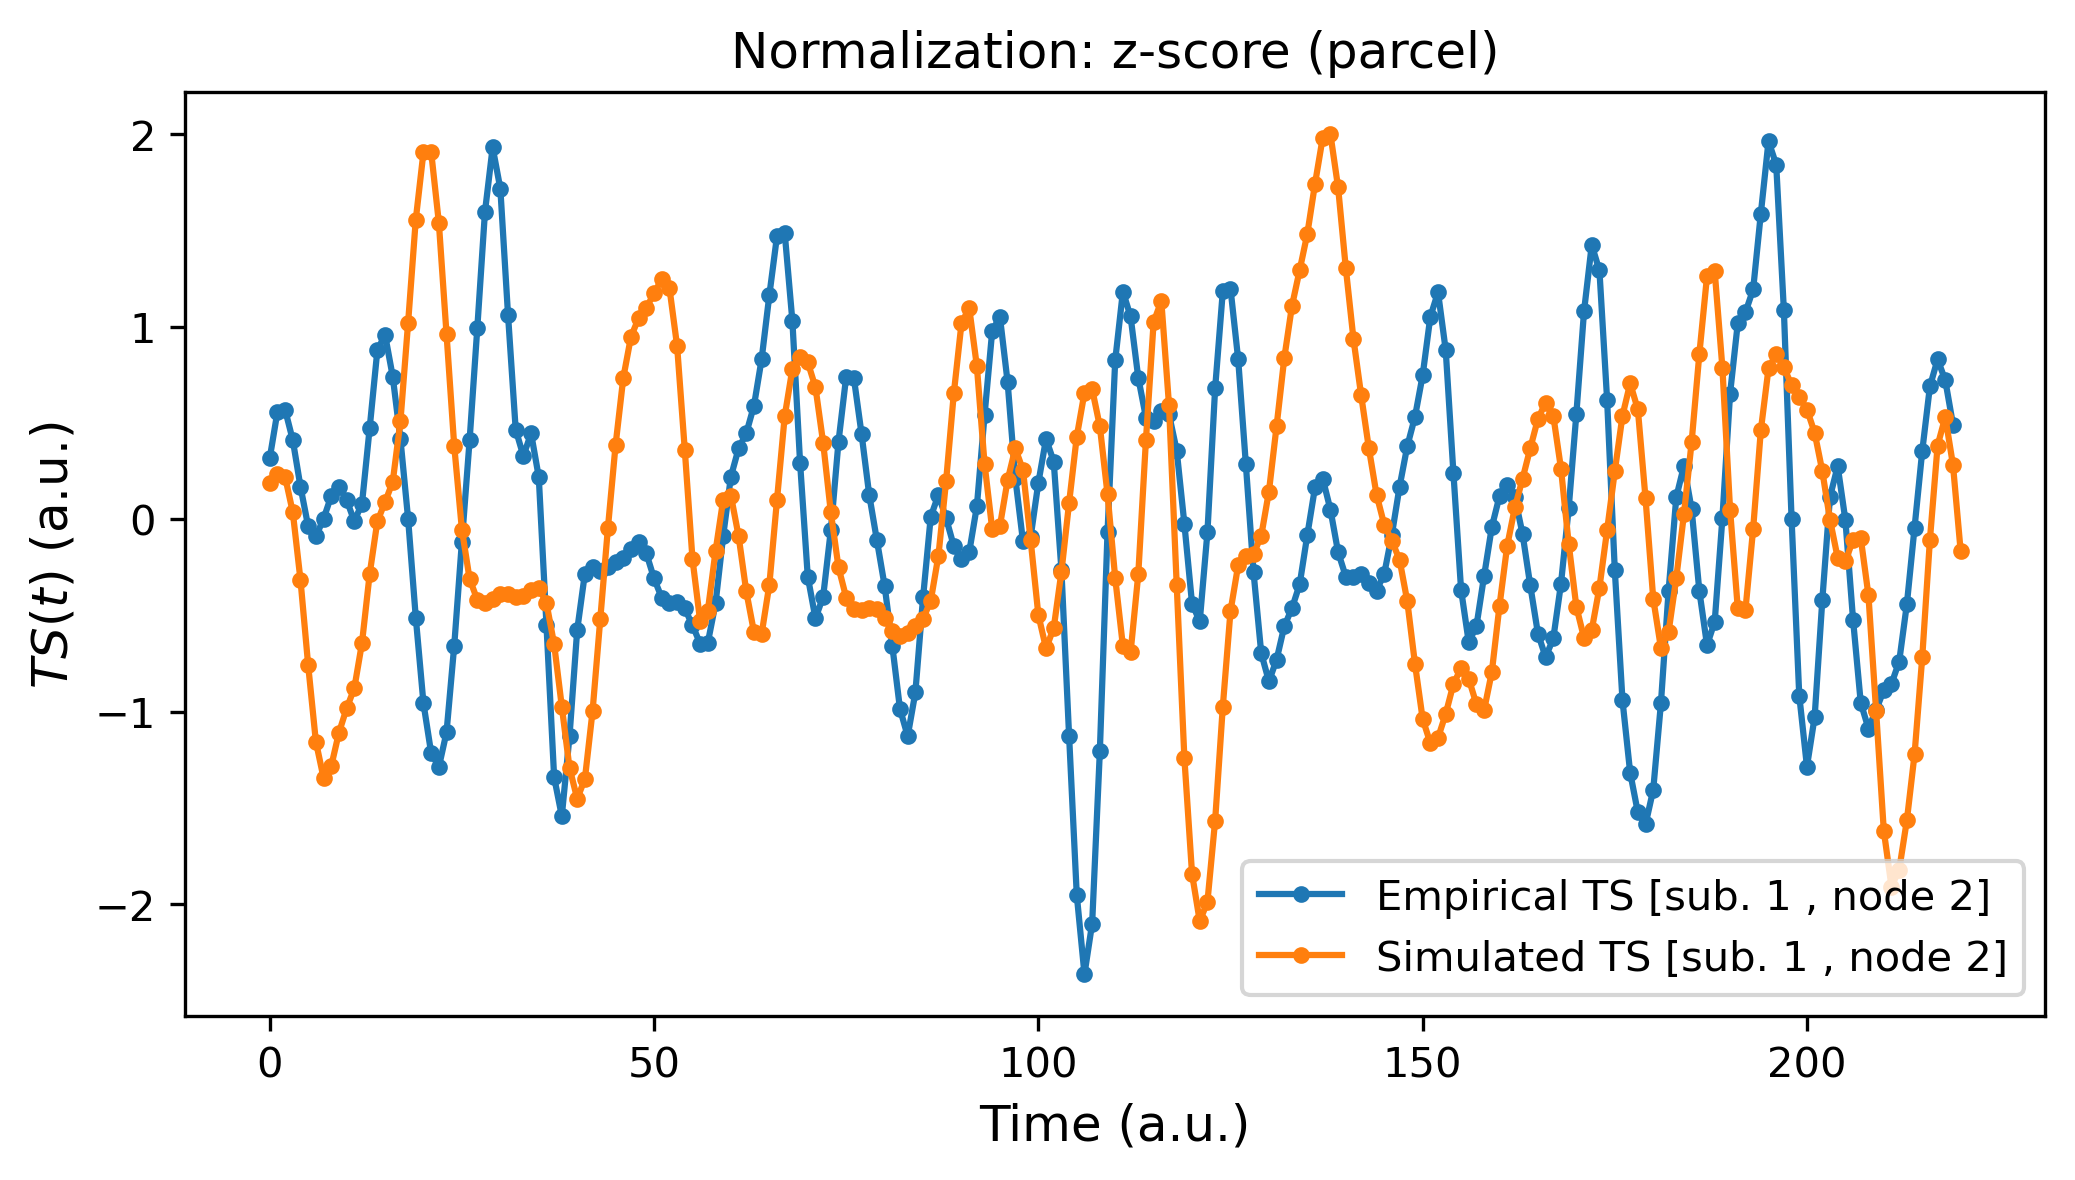 Normalization: z-score (parcel)
TS(t) (a.u.)
2
1
0
−1
−2
0
50
100
150
200
Time (a.u.)
Empirical TS [sub. 1 , node 2]
Simulated TS [sub. 1 , node 2]